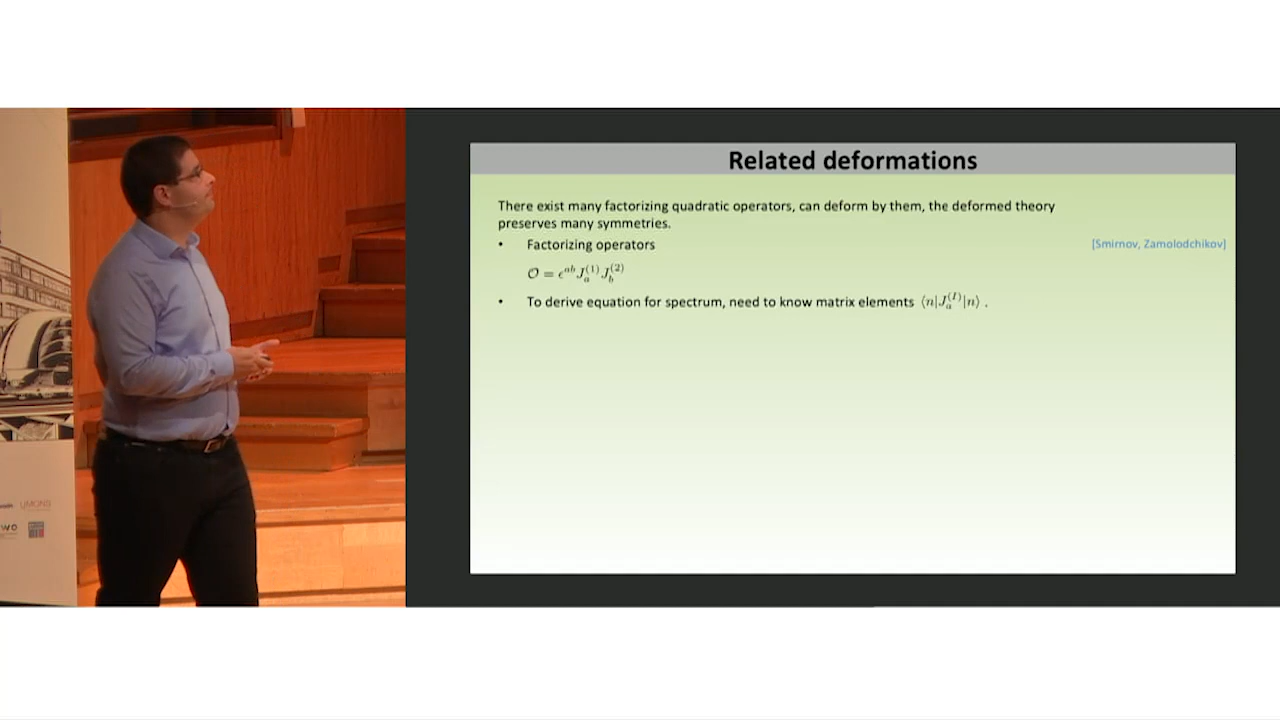 Related deformations
There exist many factorizing quadratic operators, can deform by them, the deformed theory
preserves many symmetries.
• Factorizing operators
[Smirnov, Zamolodchikov]
𝒪 = ϵ^{ab} J_a^{(1)} J_b^{(2)}
• To derive equation for spectrum, need to know matrix elements ⟨n|J_a^{(I)}|n⟩ .
UMONS